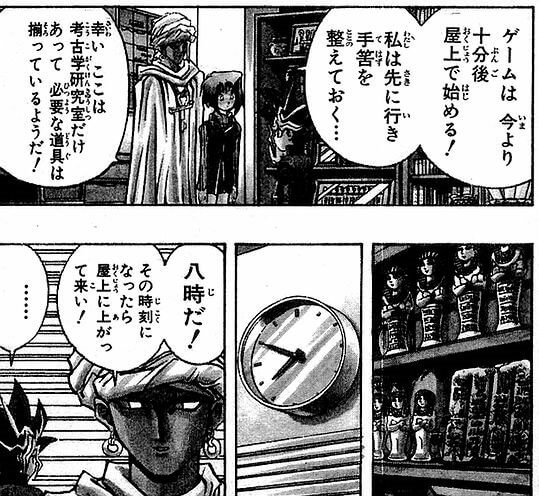 ゲームは 今より
十分後
屋上で始める!
私は先に行き
手筈を
整えておく…
幸い ここは
考古学研究室だけ
あって 必要な道具は
揃っているようだ!
八時だ!
その時刻に
なったら
屋上に上がっ
て来い!
……